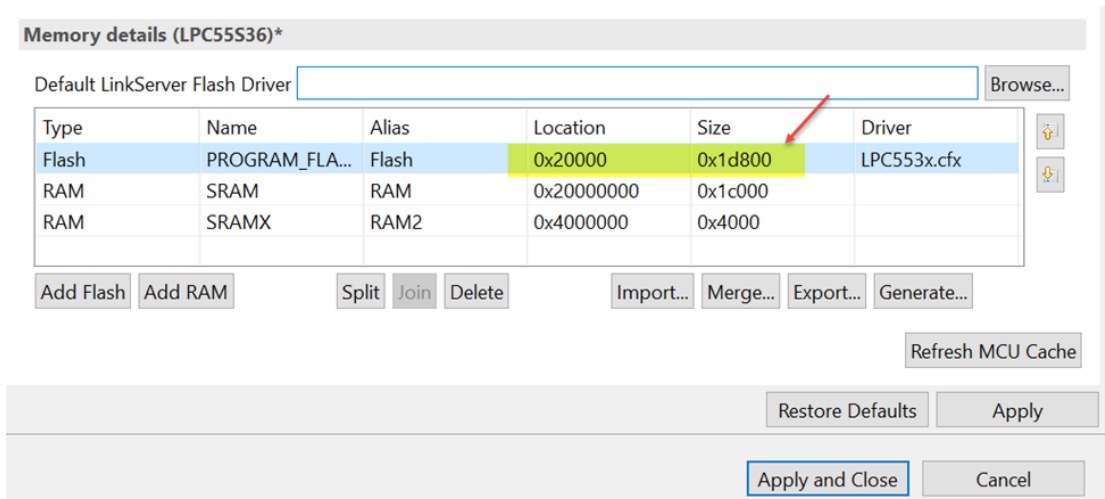 Memory details (LPC55S36)*
Default LinkServer Flash Driver Browse...
Type Name Alias Location Size Driver
Flash PROGRAM_FLA... Flash 0x20000 0x1d800 LPC553x.cfx
RAM SRAM RAM 0x20000000 0x1c000
RAM SRAMX RAM2 0x4000000 0x4000
Add Flash Add RAM Split Join Delete Import... Merge... Export... Generate...
Refresh MCU Cache
Restore Defaults Apply
Apply and Close Cancel